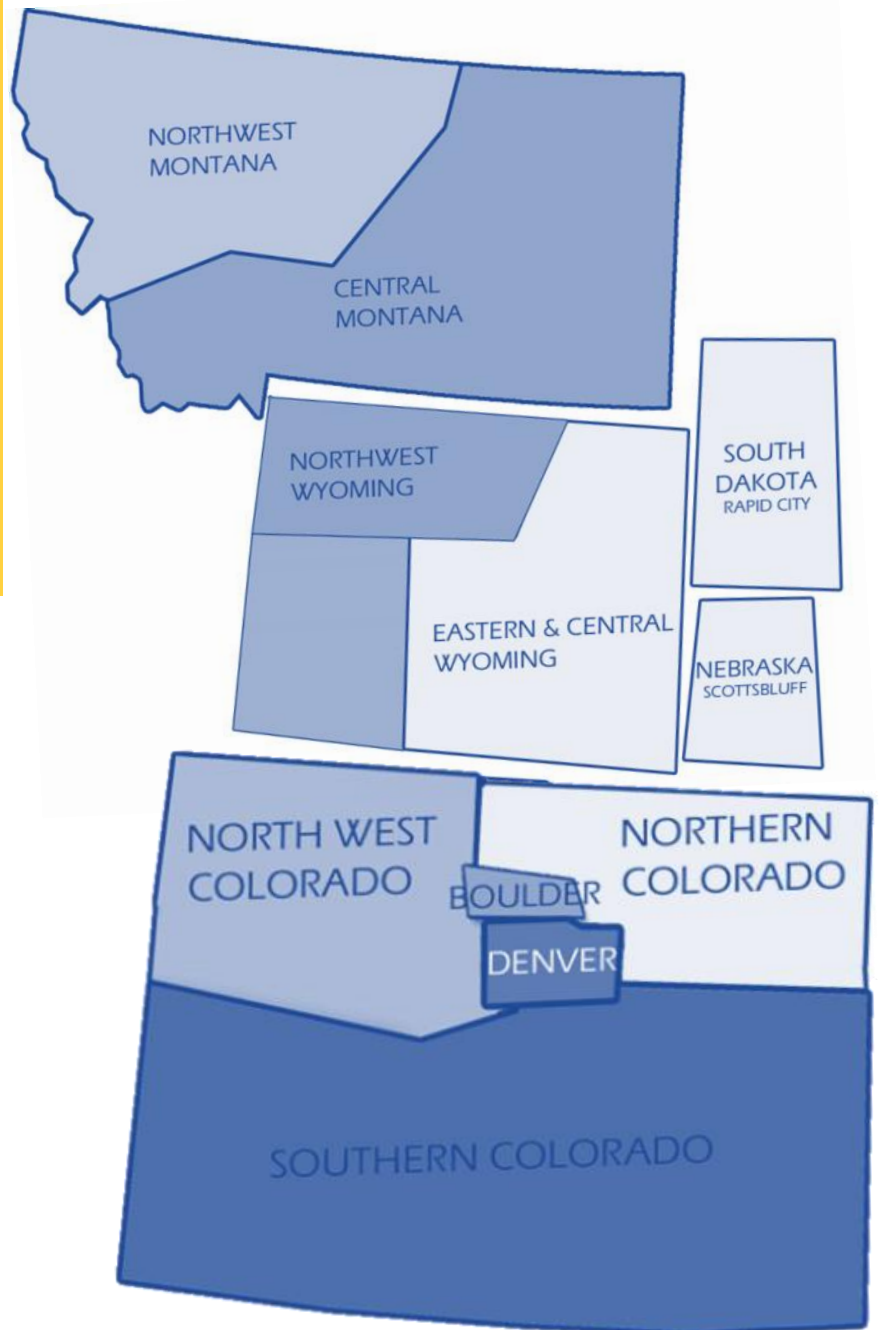 NORTHWEST
MONTANA
CENTRAL
MONTANA
NORTHWEST
WYOMING
SOUTH
DAKOTA
RAPID CITY
EASTERN & CENTRAL
WYOMING
NEBRASKA
SCOTTSBLUFF
NORTH WEST
COLORADO
NORTHERN
COLORADO
BOULDER
DENVER
SOUTHERN COLORADO